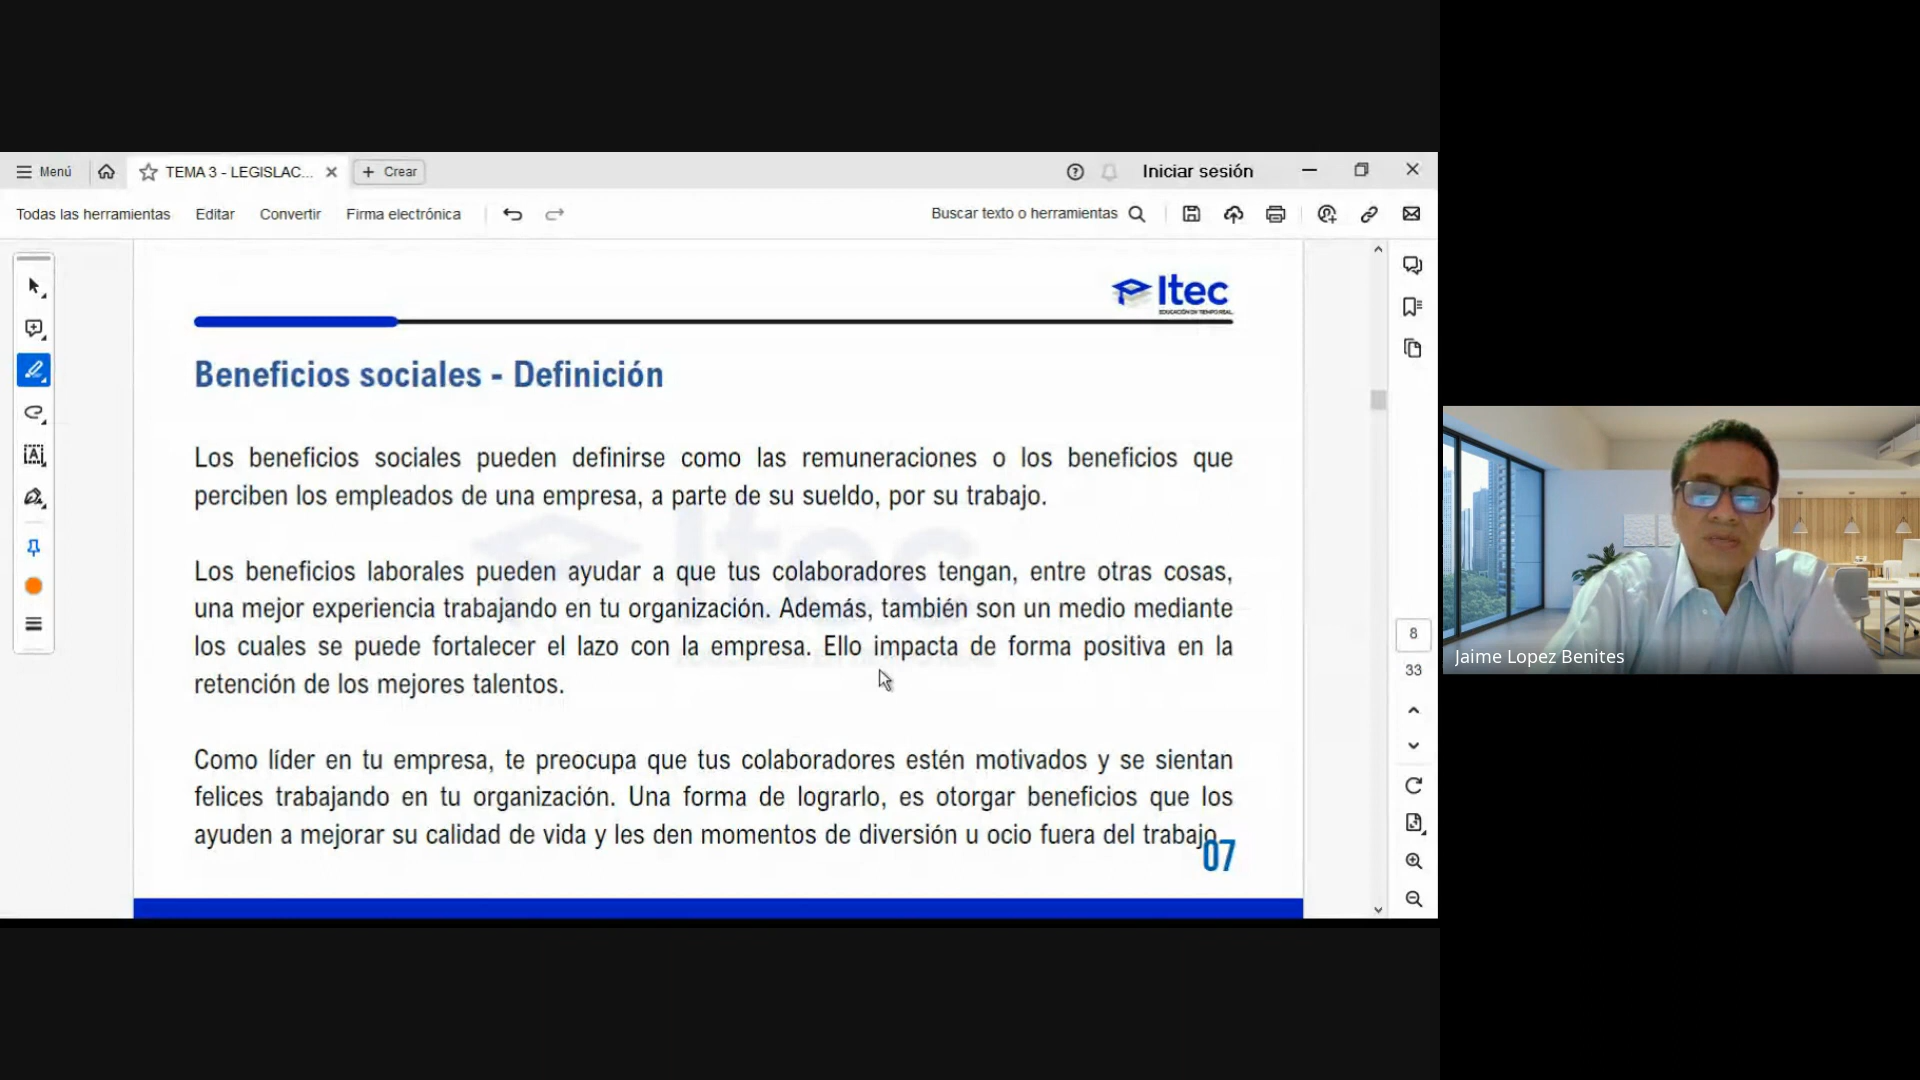 Menú
TEMA 3 - LEGISLAC...
Crear
Iniciar sesión
Todas las herramientas
Editar
Convertir
Firma electrónica
Buscar texto o herramientas
Itec
EDUCACIÓN EN TIEMPO REAL
Beneficios sociales - Definición
Los beneficios sociales pueden definirse como las remuneraciones o los beneficios que
perciben los empleados de una empresa, a parte de su sueldo, por su trabajo.
Los beneficios laborales pueden ayudar a que tus colaboradores tengan, entre otras cosas,
una mejor experiencia trabajando en tu organización. Además, también son un medio mediante
los cuales se puede fortalecer el lazo con la empresa. Ello impacta de forma positiva en la
retención de los mejores talentos.
Como líder en tu empresa, te preocupa que tus colaboradores estén motivados y se sientan
felices trabajando en tu organización. Una forma de lograrlo, es otorgar beneficios que los
ayuden a mejorar su calidad de vida y les den momentos de diversión u ocio fuera del trabajo.
07
8
33
Jaime Lopez Benites